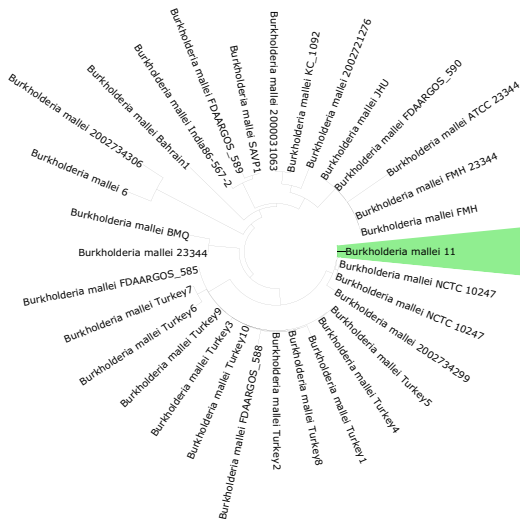 Burkholderia mallei 11
Burkholderia mallei FMH
Burkholderia mallei FMH 23344
Burkholderia mallei ATCC 23344
Burkholderia mallei FDAARGOS_590
Burkholderia mallei JHU
Burkholderia mallei 2002721276
Burkholderia mallei KC_1092
Burkholderia mallei 2000031063
Burkholderia mallei SAVP1
Burkholderia mallei FDAARGOS_589
Burkholderia mallei India86-567-2
Burkholderia mallei Bahrain1
Burkholderia mallei 2002734306
Burkholderia mallei 6
Burkholderia mallei BMQ
Burkholderia mallei 23344
Burkholderia mallei FDAARGOS_585
Burkholderia mallei Turkey7
Burkholderia mallei Turkey6
Burkholderia mallei Turkey9
Burkholderia mallei Turkey3
Burkholderia mallei Turkey10
Burkholderia mallei FDAARGOS_588
Burkholderia mallei Turkey2
Burkholderia mallei Turkey8
Burkholderia mallei Turkey1
Burkholderia mallei Turkey4
Burkholderia mallei Turkey5
Burkholderia mallei 2002734299
Burkholderia mallei NCTC 10247
Burkholderia mallei NCTC 10247